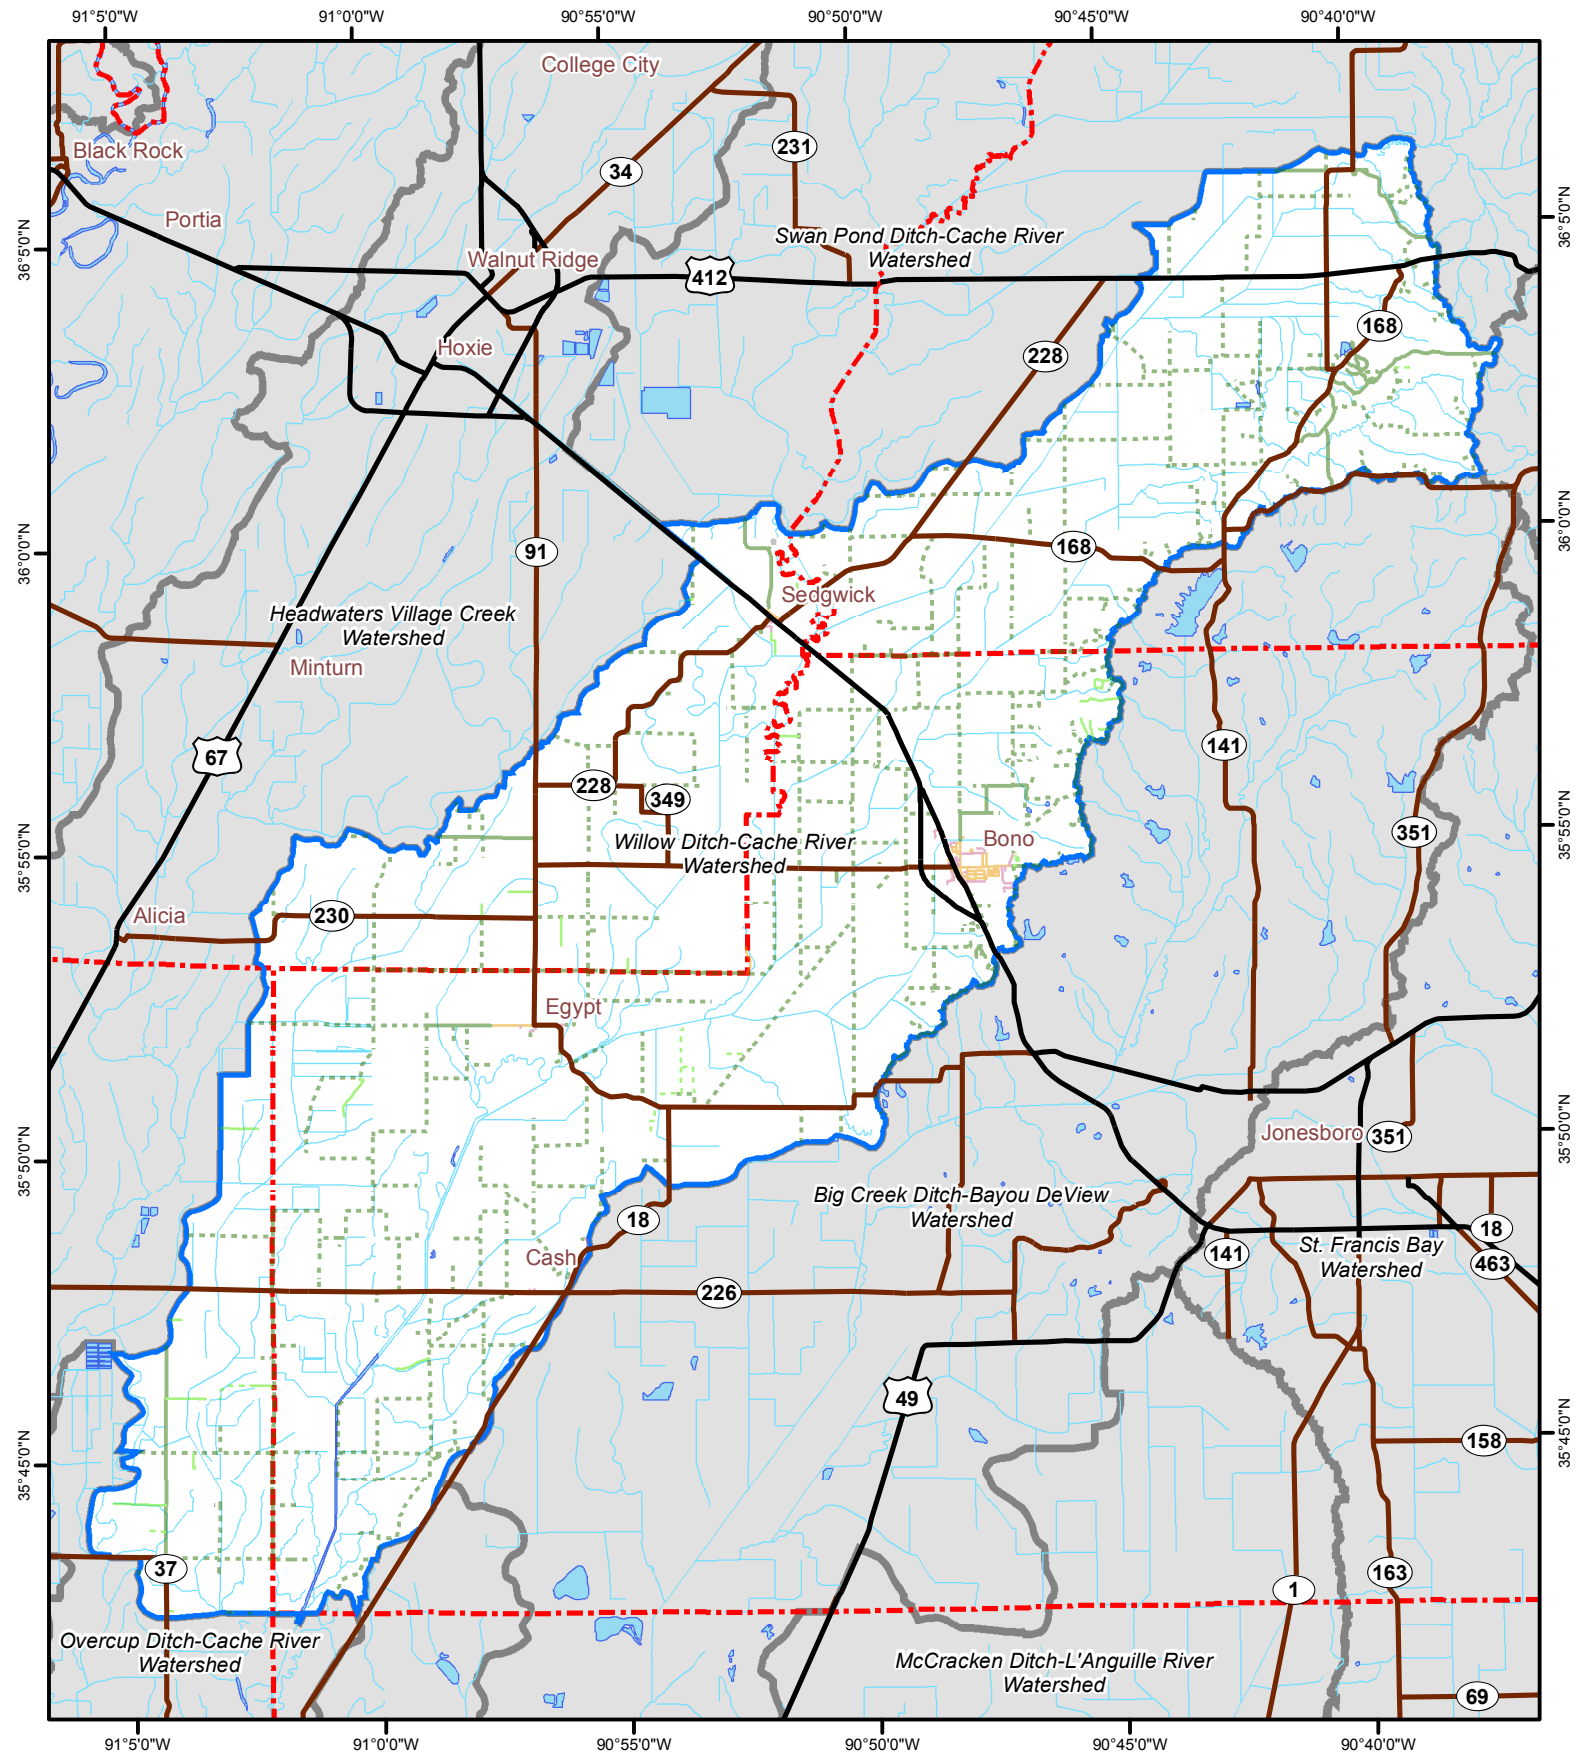 91°5'0"W
91°0'0"W
90°55'0"W
90°50'0"W
90°45'0"W
90°40'0"W
College City
231
Black Rock
34
Portia
36°5'0"N
36°5'0"N
Swan Pond Ditch-Cache River
Watershed
Walnut Ridge
412
168
Hoxie
228
36°0'0"N
36°0'0"N
91
168
Sedgwick
Headwaters Village Creek
Watershed
Minturn
141
67
228
349
351
35°55'0"N
35°55'0"N
Willow Ditch-Cache River
Watershed
Bono
Alicia
230
Egypt
35°50'0"N
35°50'0"N
Jonesboro
351
Big Creek Ditch-Bayou DeView
Watershed
18
18
Cash
141
St. Francis Bay
Watershed
463
226
49
35°45'0"N
35°45'0"N
158
37
163
1
Overcup Ditch-Cache River
Watershed
McCracken Ditch-L'Anguille River
Watershed
69
91°5'0"W
91°0'0"W
90°55'0"W
90°50'0"W
90°45'0"W
90°40'0"W